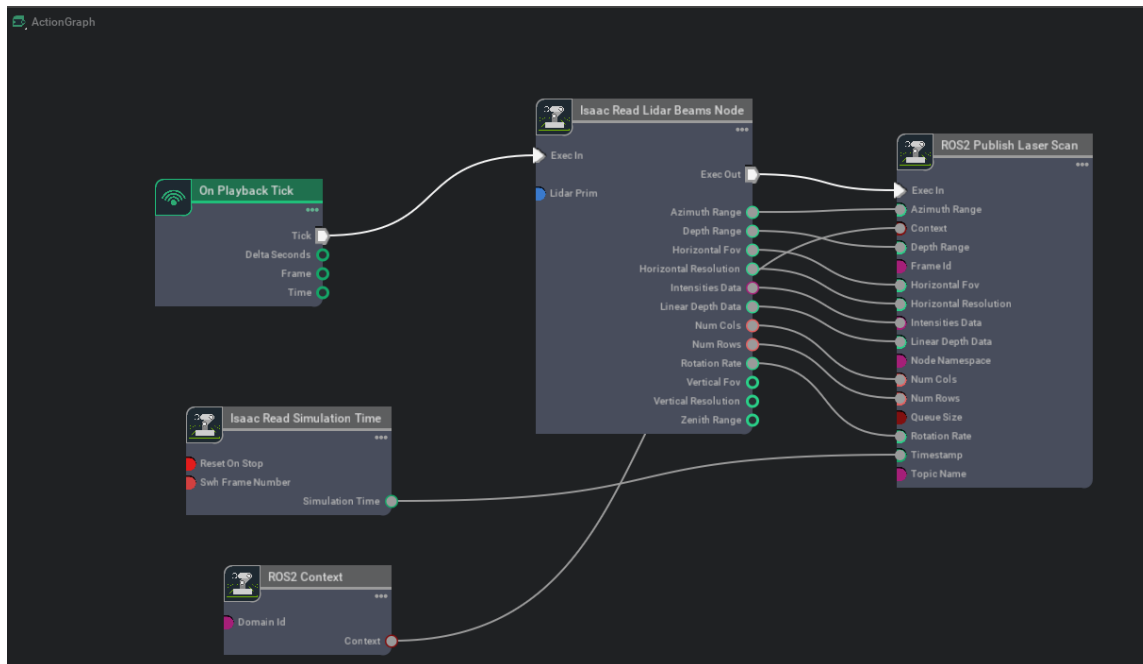 ActionGraph
On Playback Tick
Tick
Delta Seconds
Frame
Time
Isaac Read Simulation Time
Reset On Stop
Swh Frame Number
Simulation Time
ROS2 Context
Domain Id
Context
Isaac Read Lidar Beams Node
Exec In
Exec Out
Lidar Prim
Azimuth Range
Depth Range
Horizontal Fov
Horizontal Resolution
Intensities Data
Linear Depth Data
Num Cols
Num Rows
Rotation Rate
Vertical Fov
Vertical Resolution
Zenith Range
ROS2 Publish Laser Scan
Exec In
Azimuth Range
Context
Depth Range
Frame Id
Horizontal Fov
Horizontal Resolution
Intensities Data
Linear Depth Data
Node Namespace
Num Cols
Num Rows
Queue Size
Rotation Rate
Timestamp
Topic Name